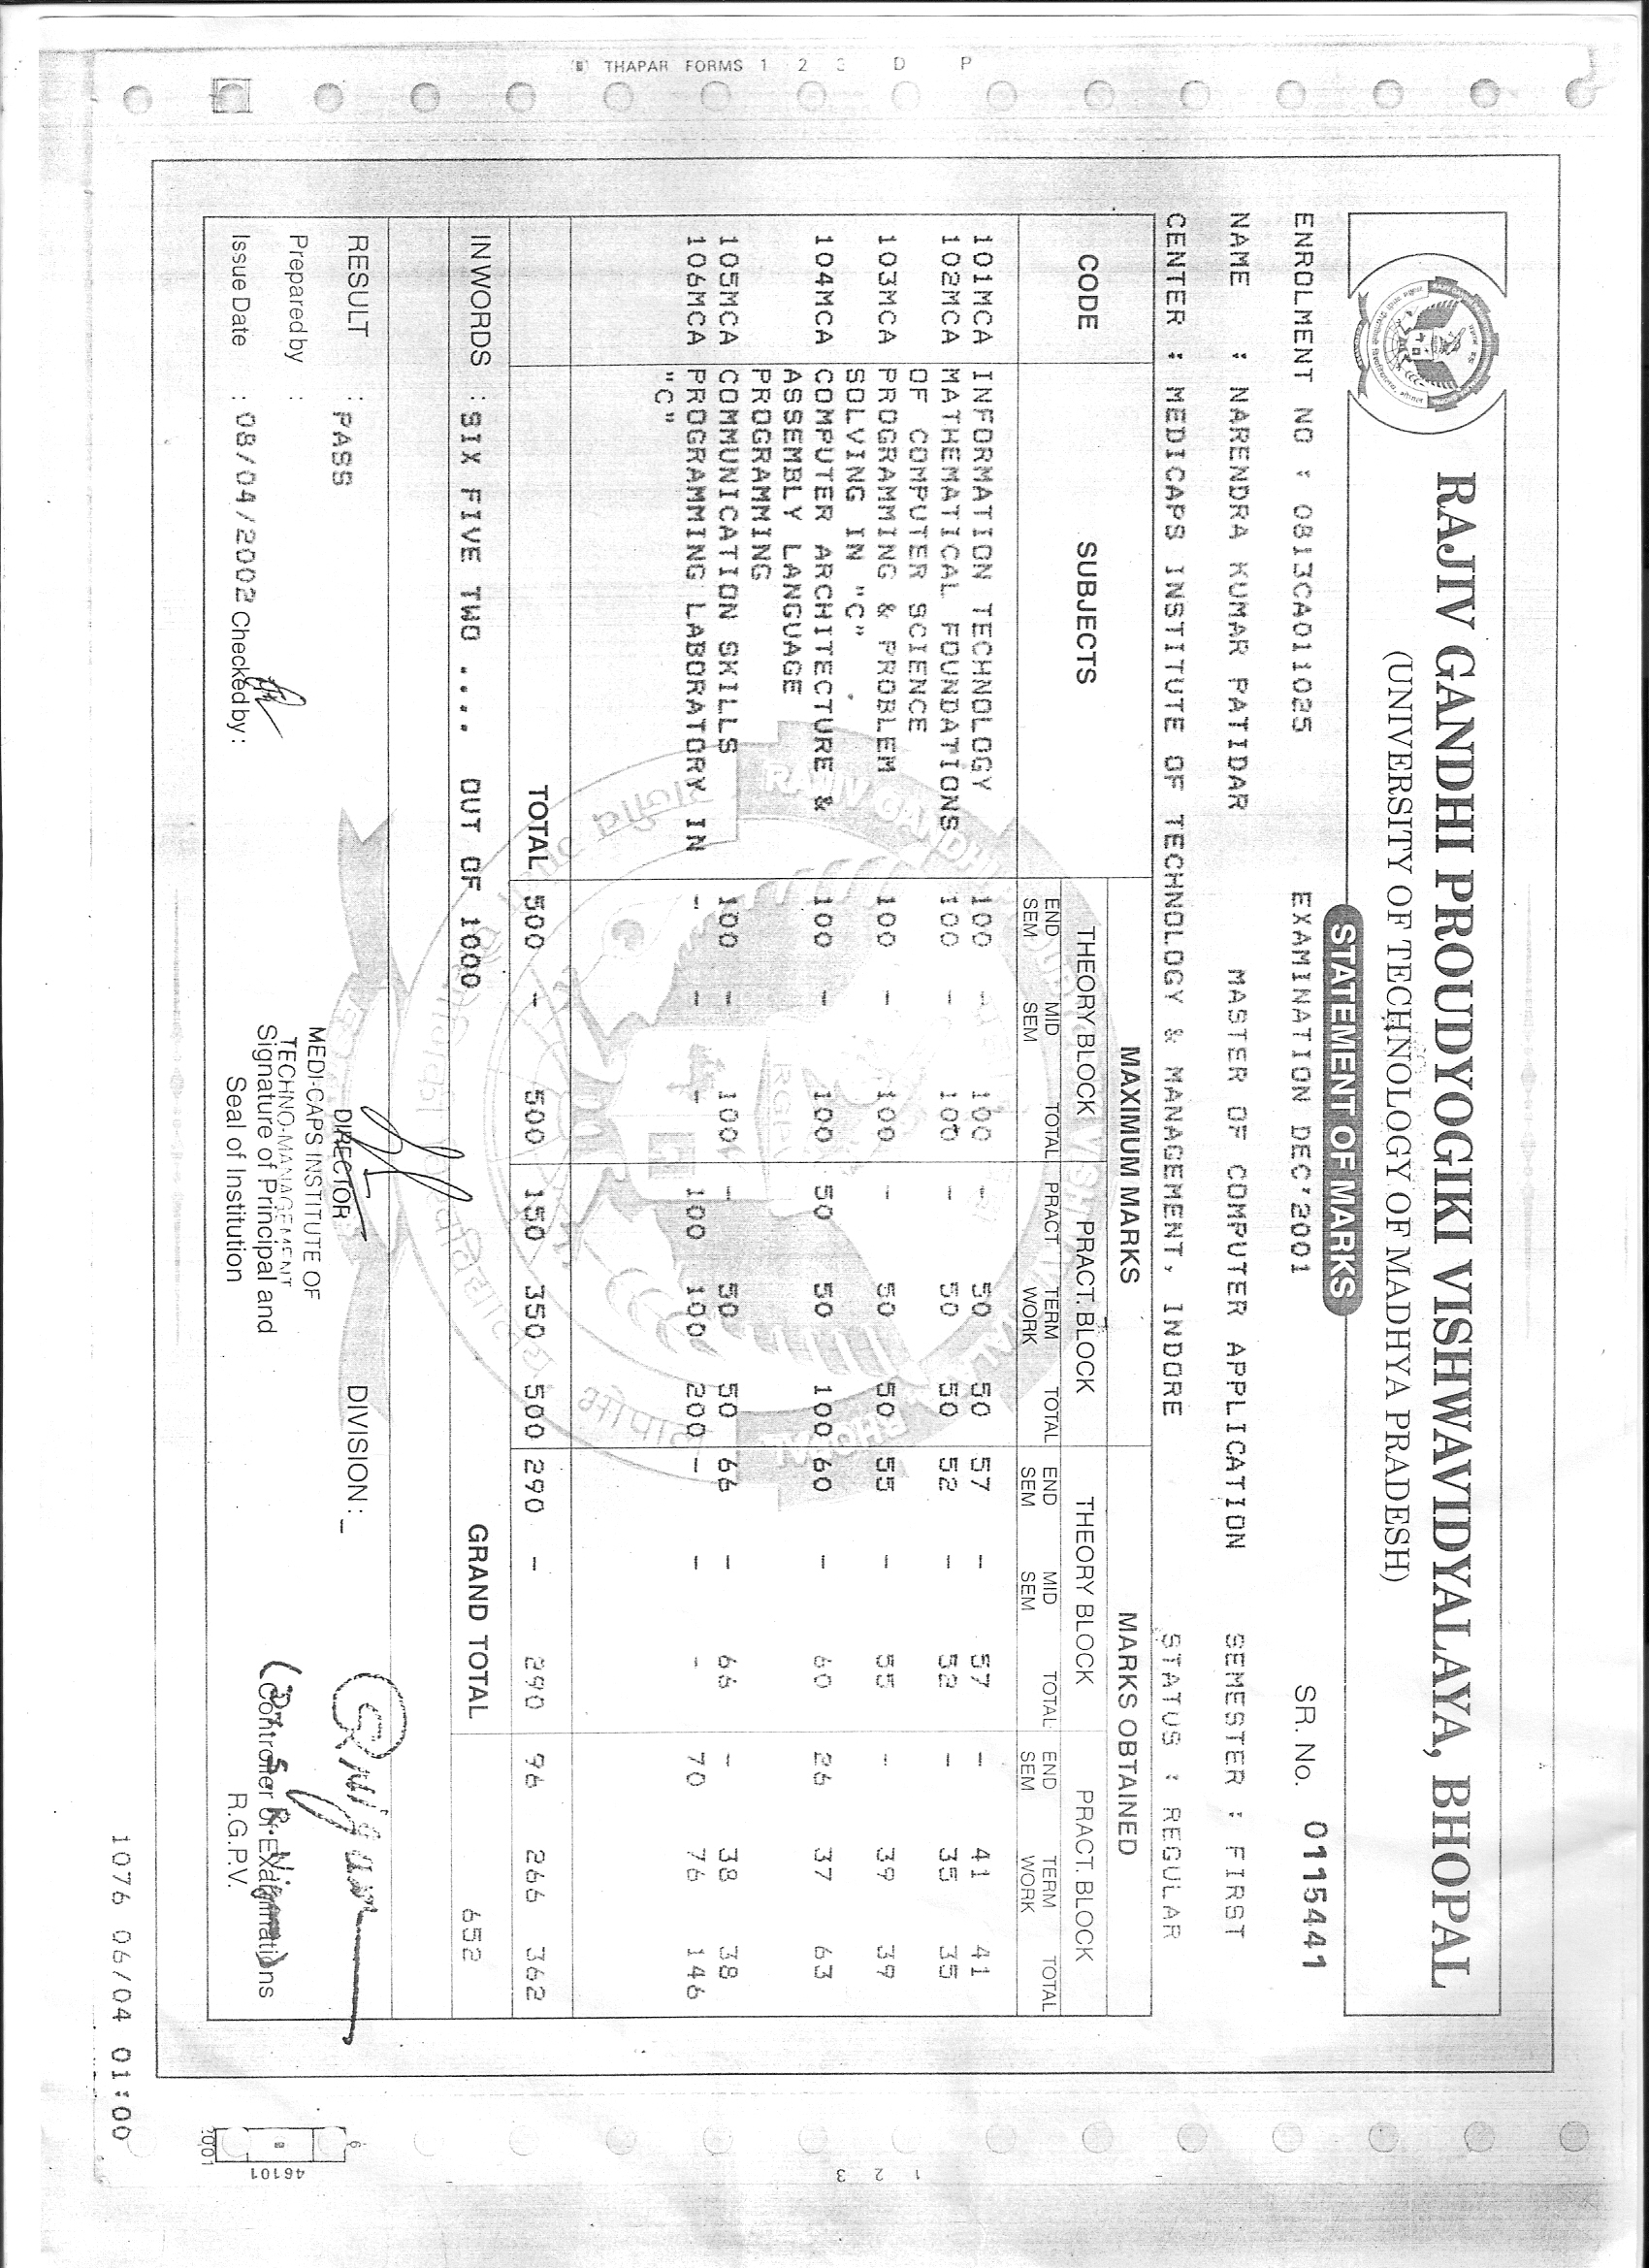 THAPAR FORMS 1 2 3 D P
RAJIV GANDHI PROUDYOGIKI VISHWAVIDYALAYA, BHOPAL
(UNIVERSITY OF TECHNOLOGY OF MADHYA PRADESH)
STATEMENT OF MARKS
SR. No. 0115441
ENROLMENT NO : 0813CA011025 EXAMINATION DEC'2001
NAME : NARENDRA KUMAR PATIDAR MASTER OF COMPUTER APPLICATION SEMESTER : FIRST
CENTER : MEDICAPS INSTITUTE OF TECHNOLOGY & MANAGEMENT, INDORE STATUS : REGULAR
CODE SUBJECTS MAXIMUM MARKS MARKS OBTAINED
THEORY BLOCK PRACT. BLOCK THEORY BLOCK PRACT. BLOCK
END SEM MID SEM TOTAL PRACT TERM WORK TOTAL END SEM MID SEM TOTAL END SEM TERM WORK TOTAL
101MCA INFORMATION TECHNOLOGY 100 - 100 - 50 50 57 - 57 - 41 41
102MCA MATHEMATICAL FOUNDATIONS 100 - 100 - 50 50 52 - 52 - 35 35
OF COMPUTER SCIENCE
103MCA PROGRAMMING & PROBLEM 100 - 100 - 50 50 55 - 55 - 39 39
SOLVING IN "C"
104MCA COMPUTER ARCHITECTURE & 100 - 100 50 50 100 60 - 60 26 37 63
ASSEMBLY LANGUAGE
PROGRAMMING
105MCA COMMUNICATION SKILLS 100 - 100 - 50 50 66 - 66 - 38 38
106MCA PROGRAMMING LABORATORY IN - - - 100 100 200 - - - 70 76 146
"C"
TOTAL 500 - 500 150 350 500 290 - 290 96 266 362
INWORDS : SIX FIVE TWO .... OUT OF 1000 GRAND TOTAL 652
RESULT : PASS DIVISION: _
Prepared by :
Issue Date : 08/04/2002 Checked by :
DIRECTOR
MEDI-CAPS INSTITUTE OF
TECHNO-MANAGEMENT
Signature of Principal and
Seal of Institution
(Dr. S. K. Nigam)
Controller of Examinations
R.G.P.V.
1076 06/04 01:00
46101
1 2 3